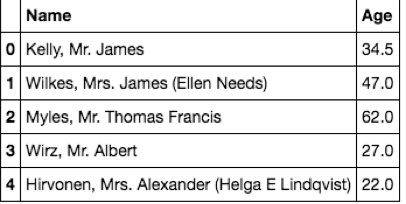 Name Age
0 Kelly, Mr. James 34.5
1 Wilkes, Mrs. James (Ellen Needs) 47.0
2 Myles, Mr. Thomas Francis 62.0
3 Wirz, Mr. Albert 27.0
4 Hirvonen, Mrs. Alexander (Helga E Lindqvist) 22.0